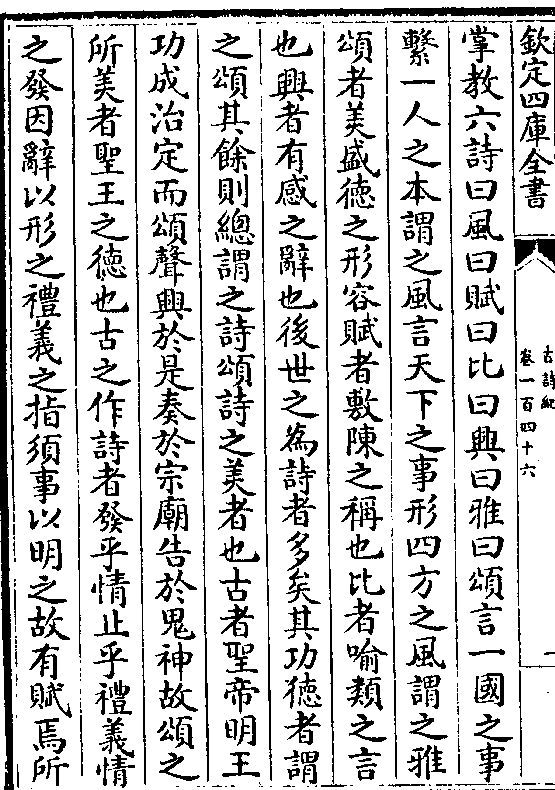 欽定四庫全書
古詩紀
卷一百四十六
一
掌教六詩曰風曰賦曰比曰興曰雅曰頌言一國之事
繫一人之本謂之風言天下之事形四方之風謂之雅
頌者美盛德之形容賦者敷陳之稱也比者喻類之言
也興者有感之辭也後世之為詩者多矣其功德者謂
之頌其餘則總謂之詩頌詩之美者也古者聖帝明王
功成治定而頌聲興於是奏於宗廟告於鬼神故頌之
所美者聖王之德也古之作詩者發乎情止乎禮義情
之發因辭以形之禮義之指須事以明之故有賦焉所